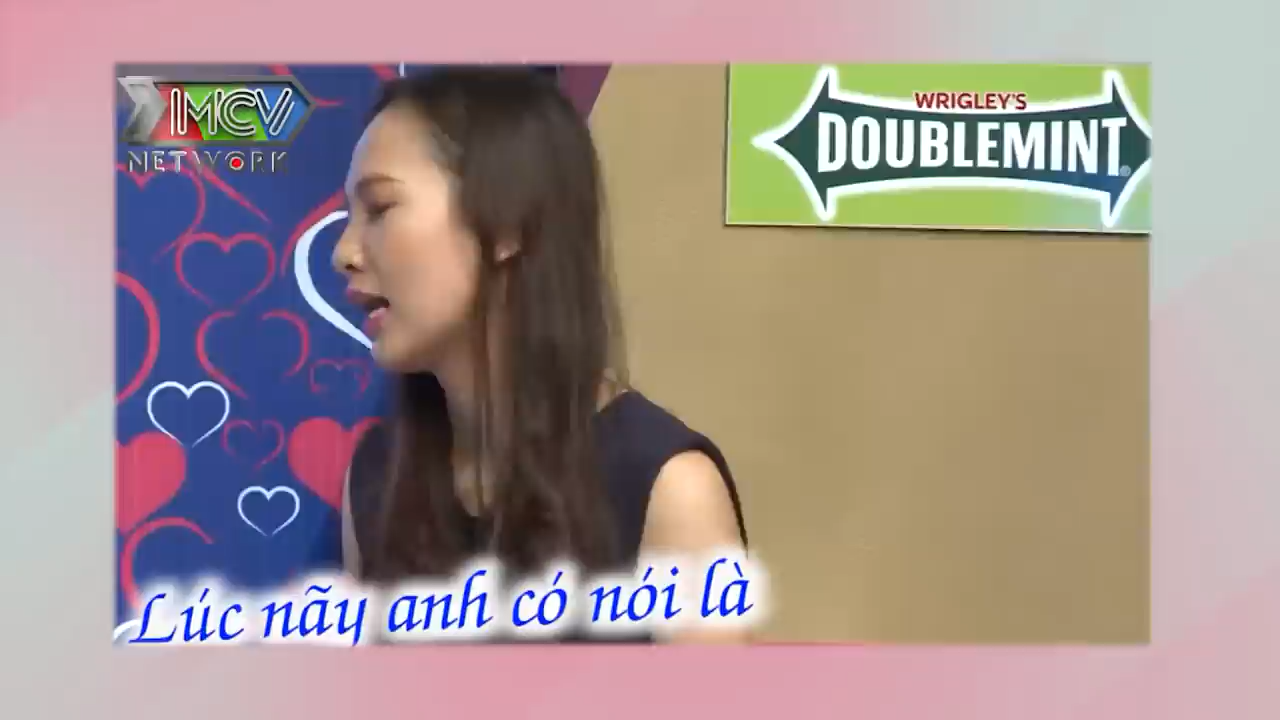 MCV
NETWORK
WRIGLEY'S
DOUBLEMINT®
Lúc nãy anh có nói là